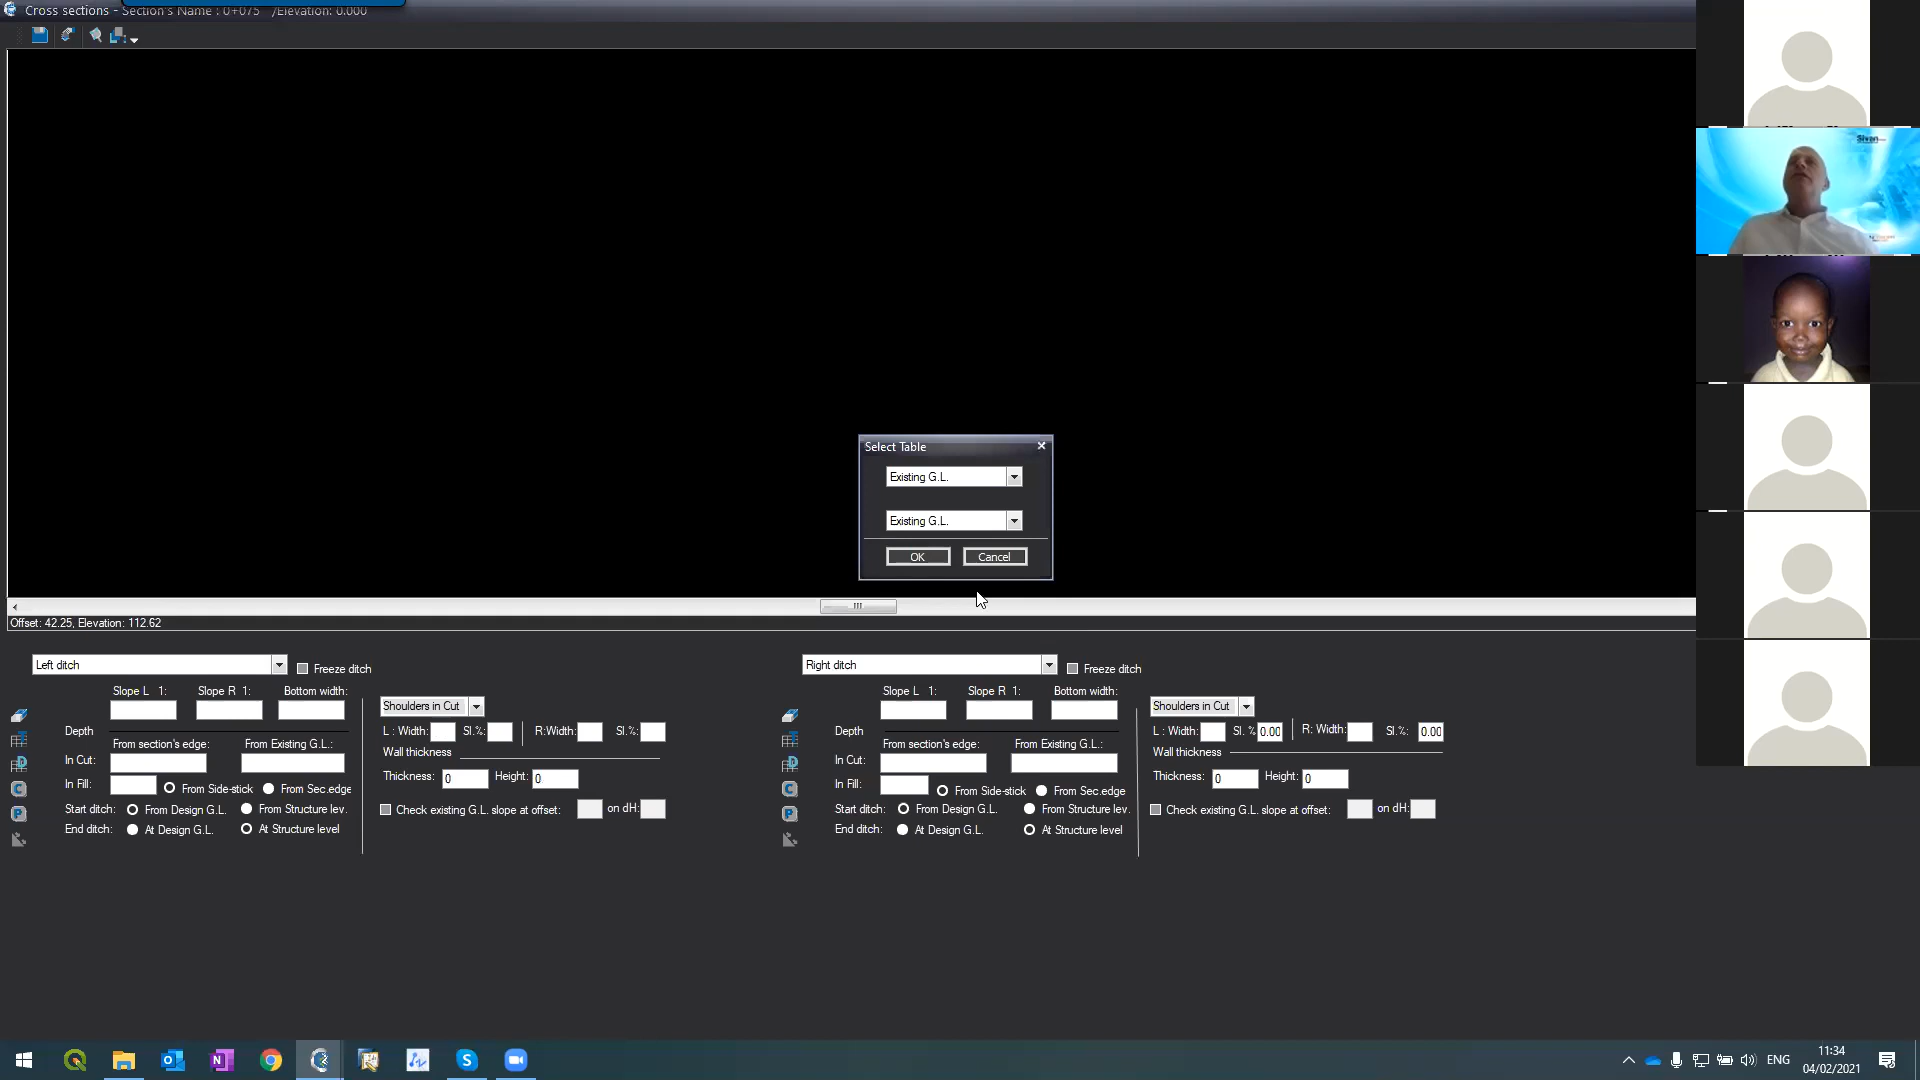 Cross sections - Section's Name : 0+075 /Elevation: 0.000
Sivan
Select Table
Existing G.L.
Existing G.L.
OK Cancel
Offset: 42.25, Elevation: 112.62
Left ditch Freeze ditch
Slope L 1: Slope R 1: Bottom width:
Shoulders in Cut
Depth
L : Width: Sl.%: R:Width: Sl.%:
From section's edge: From Existing G.L.:
Wall thickness
In Cut:
Thickness: 0 Height: 0
In Fill: From Side-stick From Sec.edge
Start ditch: From Design G.L. From Structure lev.
Check existing G.L. slope at offset: on dH:
End ditch: At Design G.L. At Structure level
Right ditch Freeze ditch
Slope L 1: Slope R 1: Bottom width:
Shoulders in Cut
Depth
L : Width: Sl. % 0.00 R: Width: Sl.%: 0.00
From section's edge: From Existing G.L.:
Wall thickness
In Cut:
Thickness: 0 Height: 0
In Fill: From Side-stick From Sec.edge
Start ditch: From Design G.L. From Structure lev.
Check existing G.L. slope at offset: on dH:
End ditch: At Design G.L. At Structure level
ENG
11:34
04/02/2021